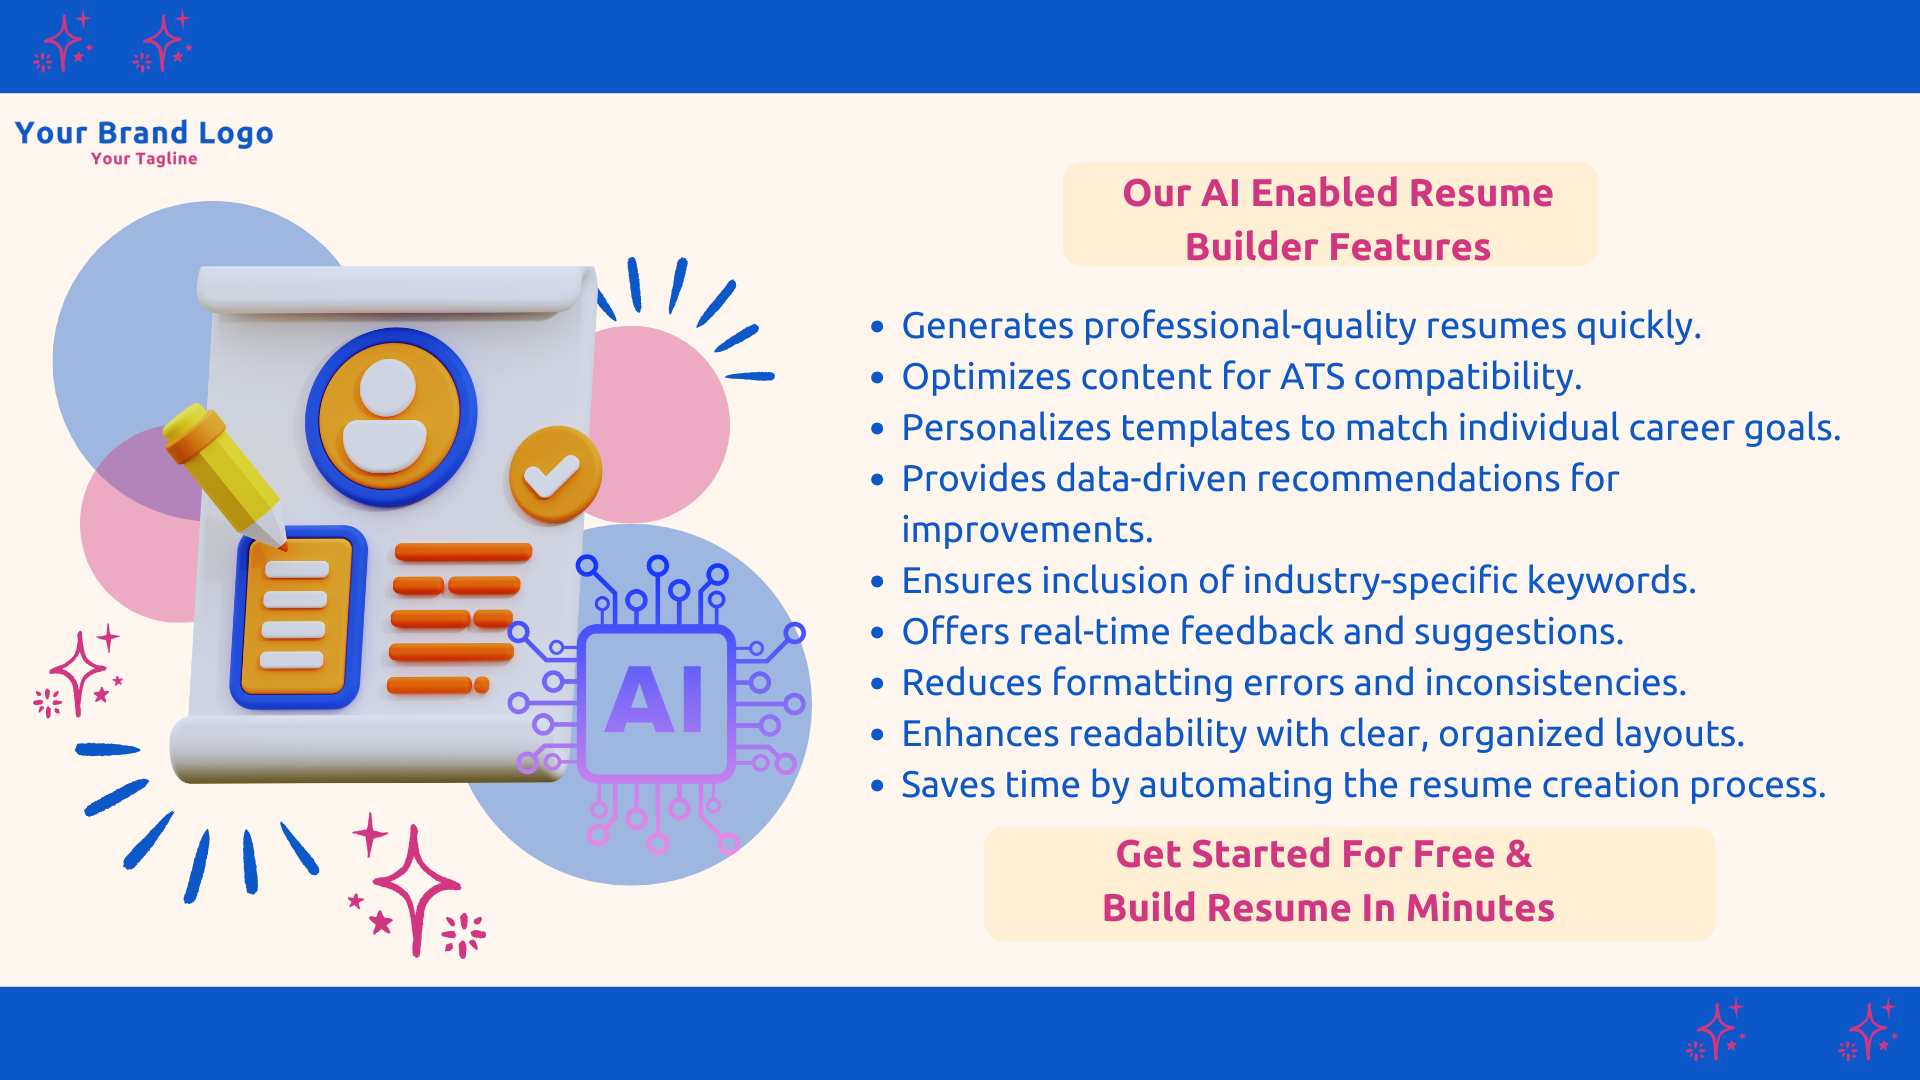 Your Brand Logo
Your Tagline
Our AI Enabled Resume
Builder Features
• Generates professional-quality resumes quickly.
• Optimizes content for ATS compatibility.
• Personalizes templates to match individual career goals.
• Provides data-driven recommendations for
improvements.
• Ensures inclusion of industry-specific keywords.
• Offers real-time feedback and suggestions.
• Reduces formatting errors and inconsistencies.
• Enhances readability with clear, organized layouts.
• Saves time by automating the resume creation process.
AI
Get Started For Free &
Build Resume In Minutes